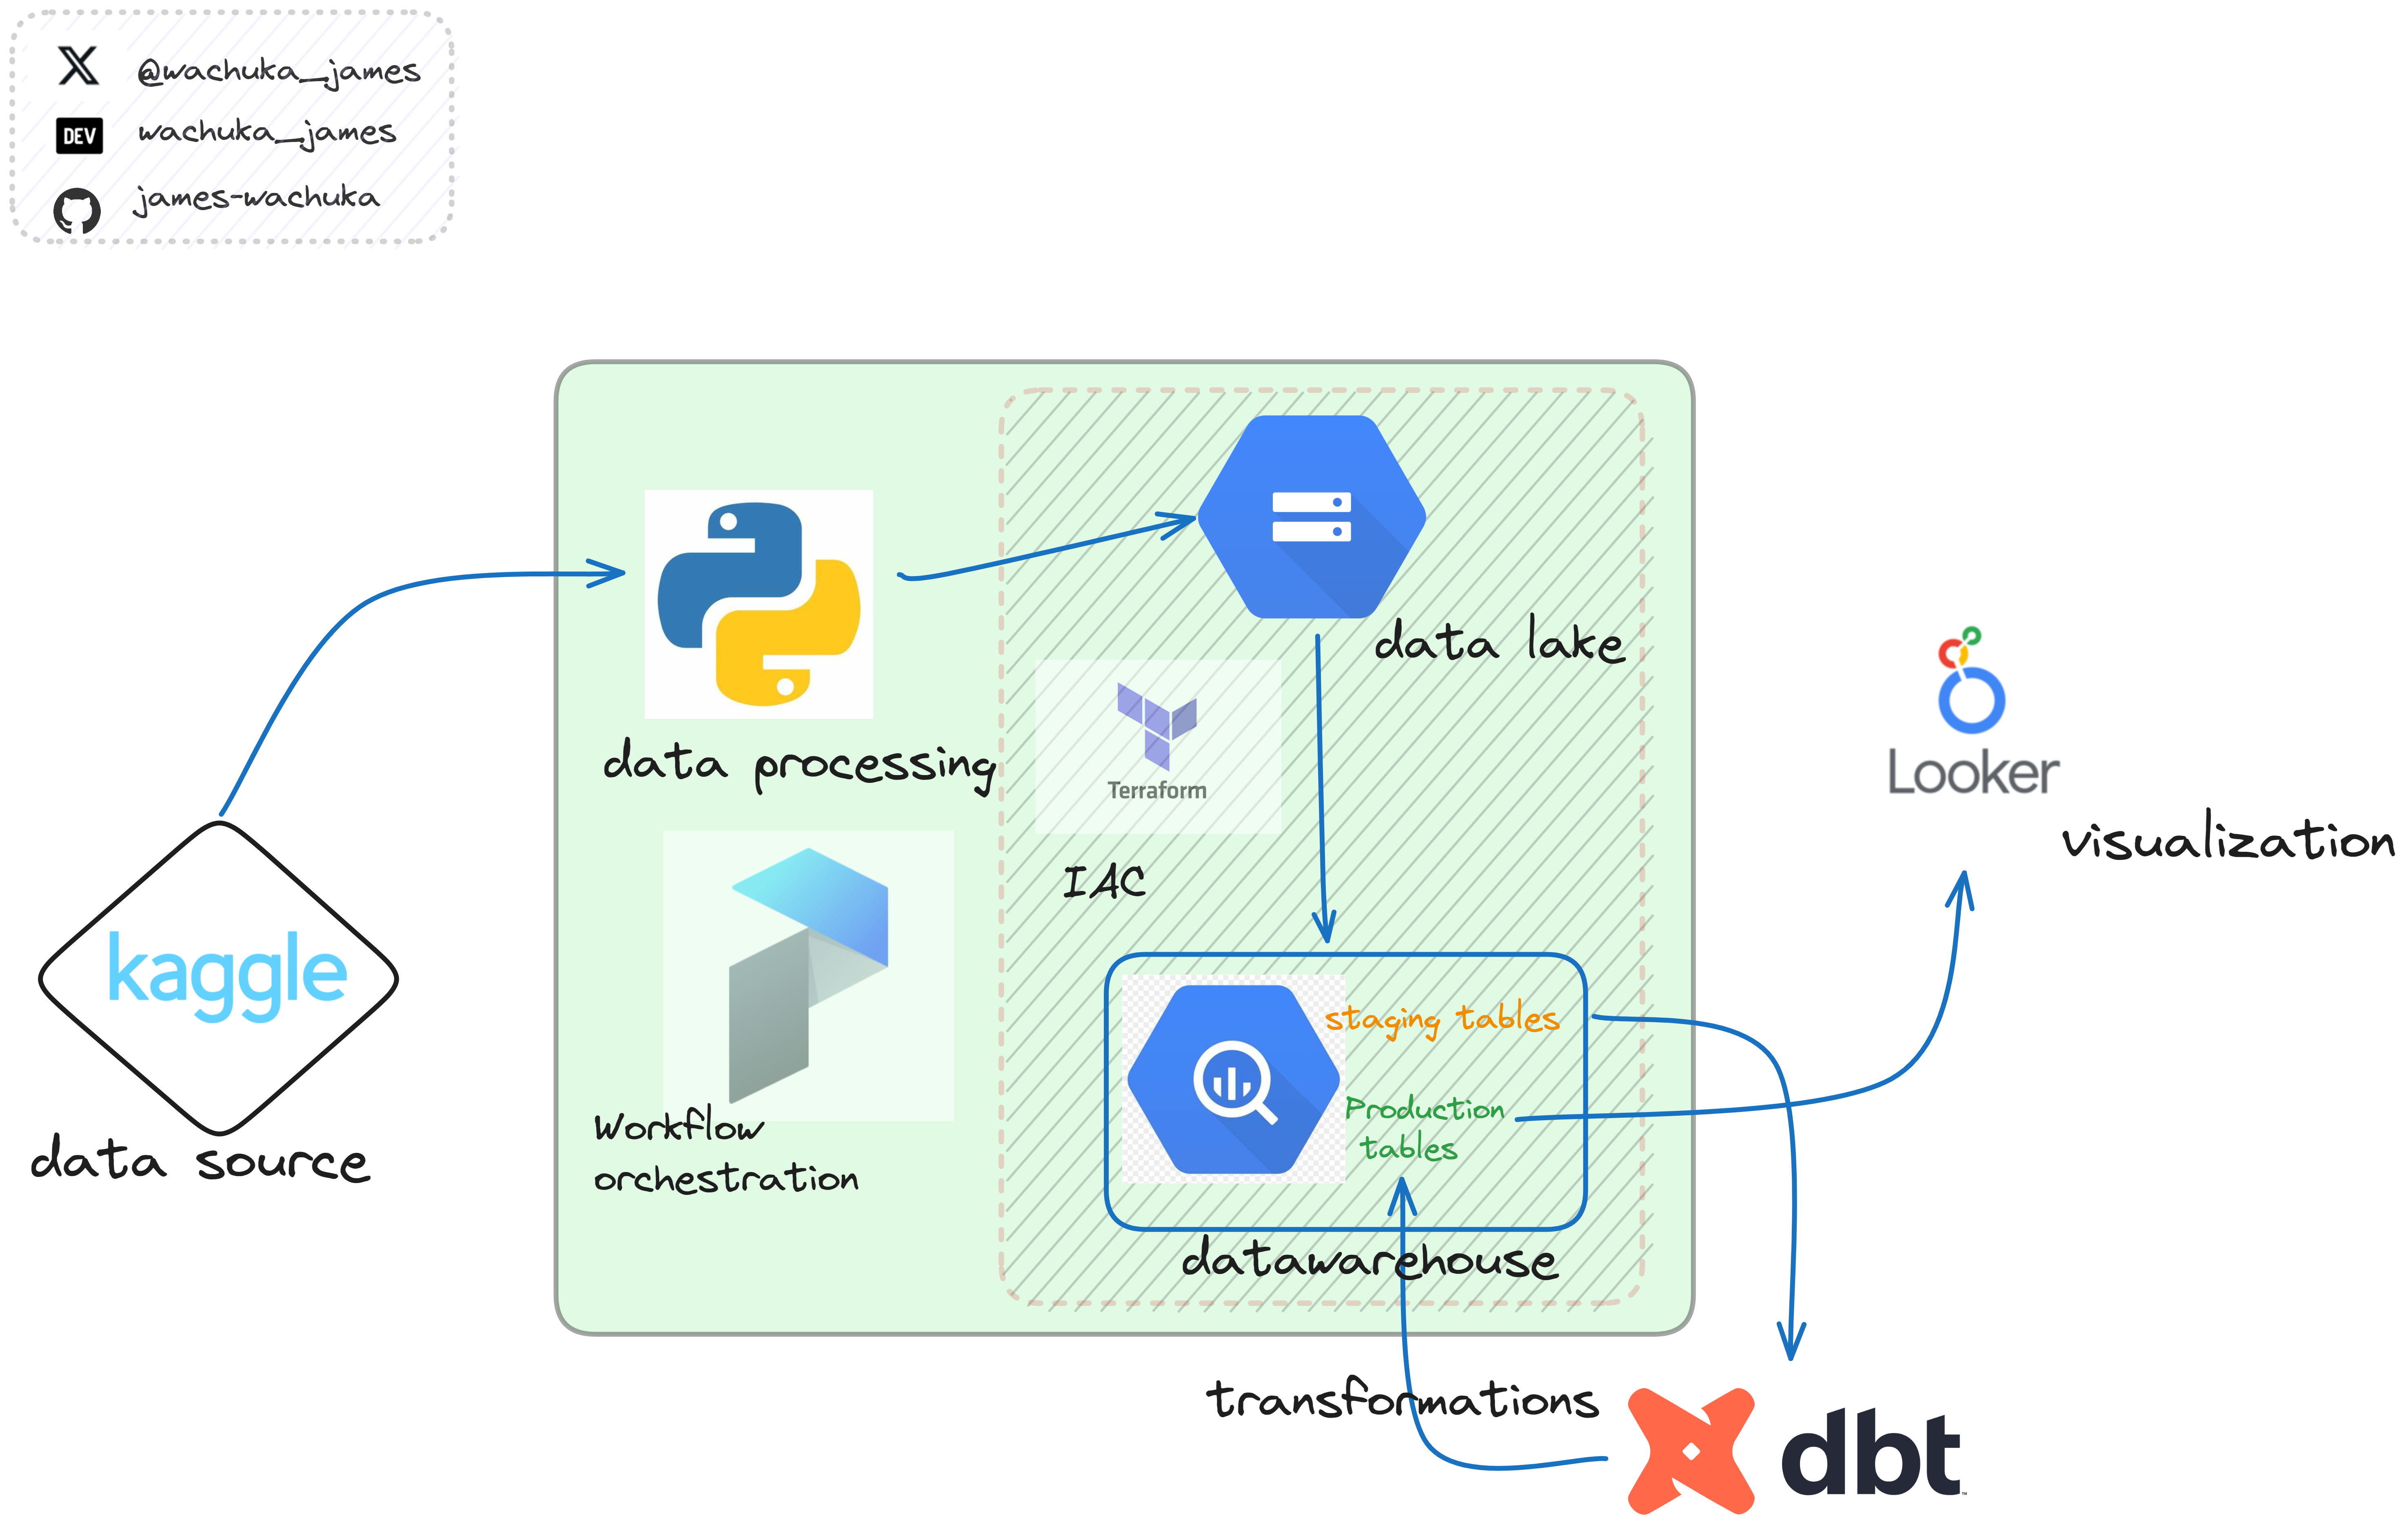 @wachuka_james
DEV
wachuka_james
james-wachuka
data lake
Looker
data processing
Terraform
visualization
IAC
kaggle
staging tables
Production
tables
Workflow
orchestration
data source
datawarehouse
transformations
dbt